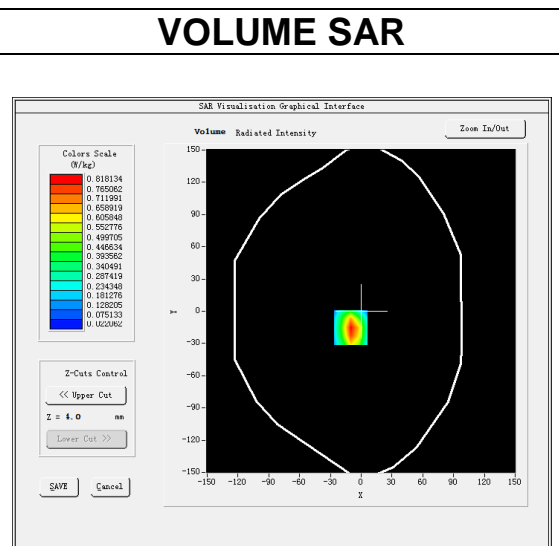 VOLUME SAR
SAR Visualisation Graphical Interface
Volume Radiated Intensity
Zoom In/Out
Colors Scale
(W/kg)
0.818134
0.765062
0.711991
0.658919
0.605848
0.552776
0.499705
0.446634
0.393562
0.340491
0.287419
0.234348
0.181276
0.128205
0.075133
0.022062
Z-Cuts Control
<< Upper Cut
Z = 4.0 mm
Lower Cut >>
SAVE Cancel
150
120
90
60
30
0
-30
-60
-90
-120
-150
Y
-150 -120 -90 -60 -30 0 30 60 90 120 150
X